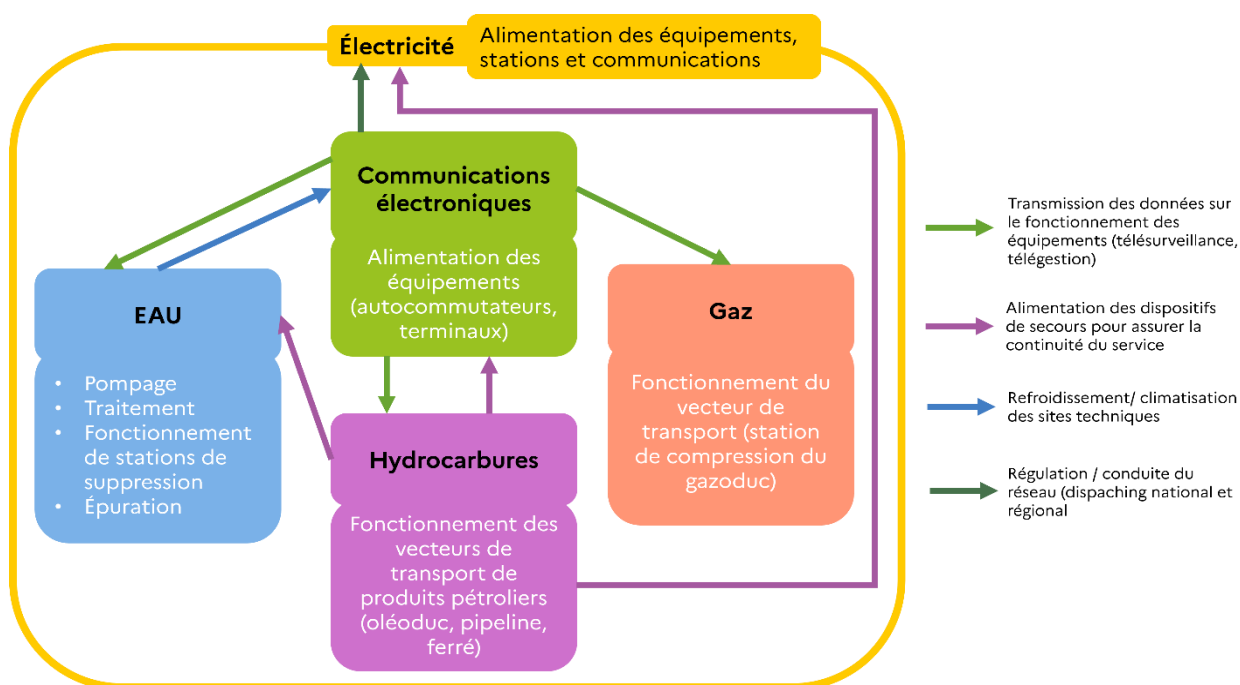 Électricité
Alimentation des équipements,
stations et communications
Communications
électroniques
Alimentation des
équipements
(autocommutateurs,
terminaux)
EAU
• Pompage
• Traitement
• Fonctionnement
de stations de
suppression
• Épuration
Gaz
Fonctionnement du
vecteur de
transport (station
de compression du
gazoduc)
Hydrocarbures
Fonctionnement des
vecteurs de
transport de
produits pétroliers
(oléoduc, pipeline,
ferré)
Transmission des données sur
le fonctionnement des
équipements (télésurveillance,
télégestion)
Alimentation des dispositifs
de secours pour assurer la
continuité du service
Refroidissement/ climatisation
des sites techniques
Régulation / conduite du
réseau (dispaching national et
régional